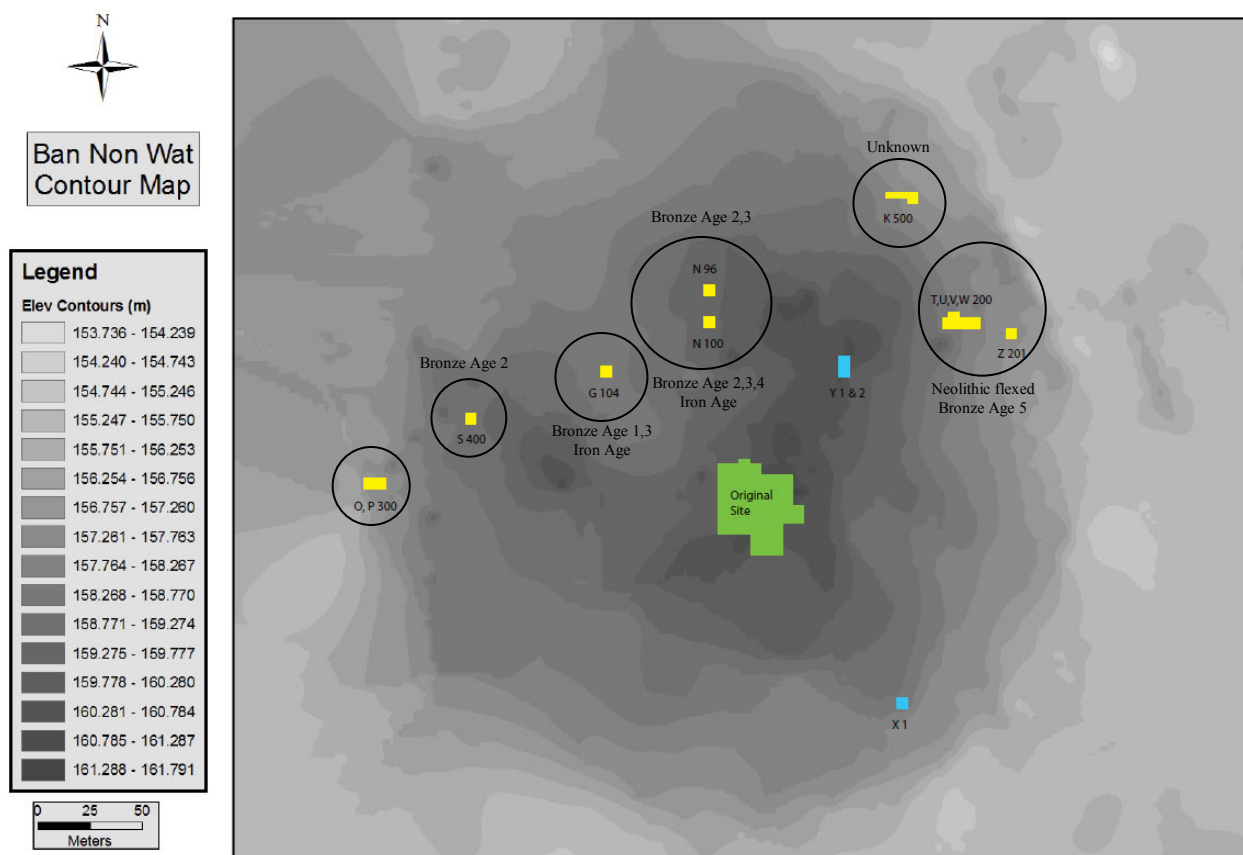 N
Ban Non Wat
Contour Map
Legend
Elev Contours (m)
153.736 - 154.239
154.240 - 154.743
154.744 - 155.246
155.247 - 155.750
155.751 - 156.253
156.254 - 156.756
156.757 - 157.260
157.261 - 157.763
157.764 - 158.267
158.268 - 158.770
158.771 - 159.274
159.275 - 159.777
159.778 - 160.280
160.281 - 160.784
160.785 - 161.287
161.288 - 161.791
0 25 50
Meters
Unknown
K 500
Bronze Age 2,3
N 96
N 100
Bronze Age 2,3,4
Iron Age
T,U,V,W 200
Z 201
Neolithic flexed
Bronze Age 5
Bronze Age 2
S 400
G 104
Bronze Age 1,3
Iron Age
Y 1 & 2
O, P 300
Original
Site
X 1